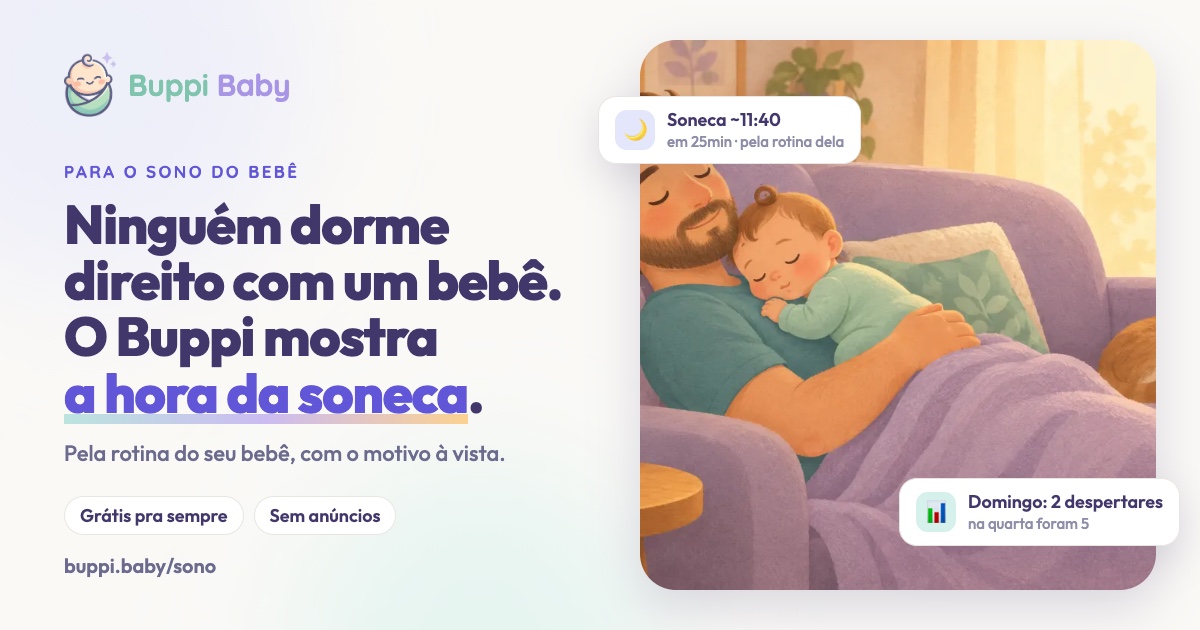 Buppi Baby
PARA O SONO DO BEBÊ
Ninguém dorme
direito com um bebê.
O Buppi mostra
a hora da soneca.
Pela rotina do seu bebê, com o motivo à vista.
Grátis pra sempre
Sem anúncios
buppi.baby/sono
Soneca ~11:40
em 25min · pela rotina dela
Domingo: 2 despertares
na quarta foram 5